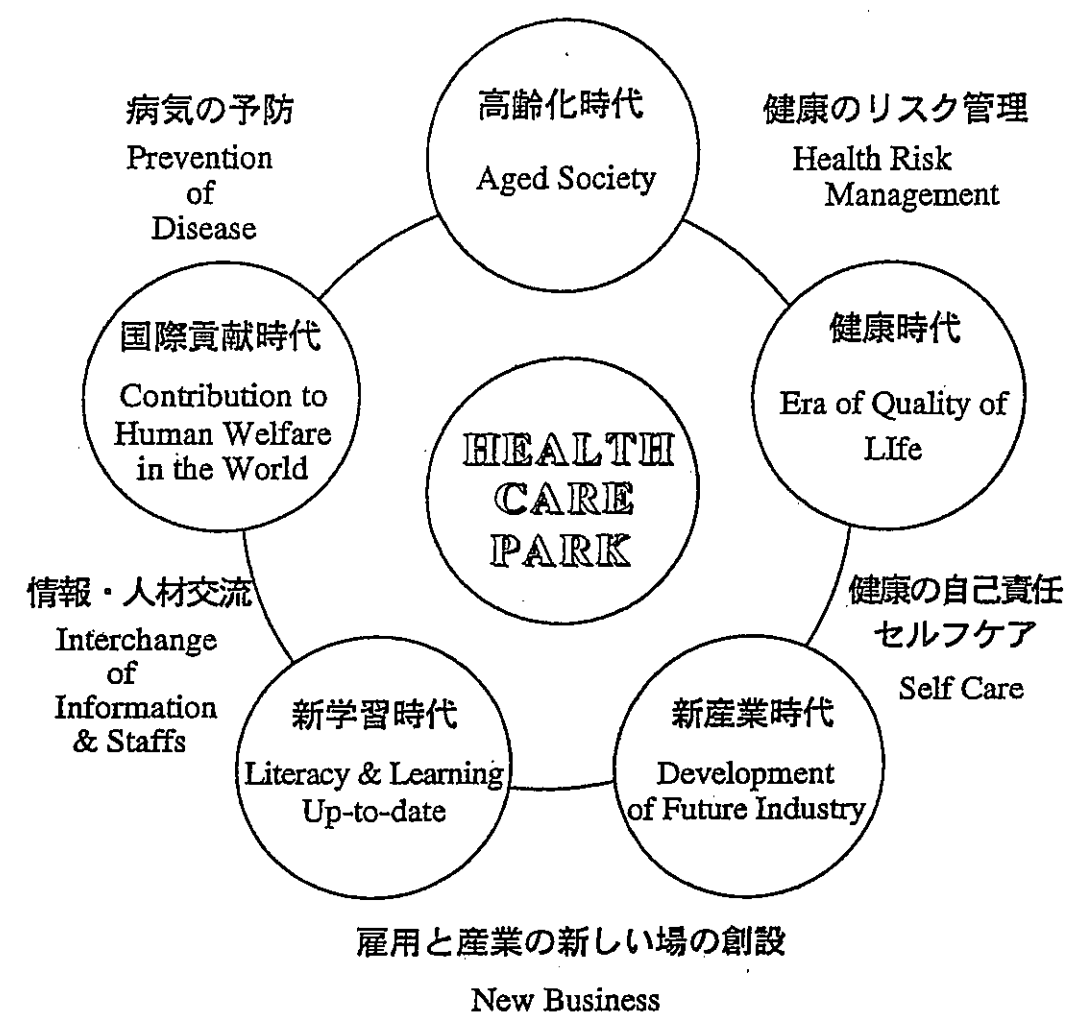 高齢化時代
Aged Society
健康のリスク管理
Health Risk
Management
健康時代
Era of Quality of
LIfe
健康の自己責任
セルフケア
Self Care
新産業時代
Development
of Future Industry
雇用と産業の新しい場の創設
New Business
新学習時代
Literacy & Learning
Up-to-date
情報・人材交流
Interchange
of
Information
& Staffs
国際貢献時代
Contribution to
Human Welfare
in the World
病気の予防
Prevention
of
Disease
HEALTH
CARE
PARK